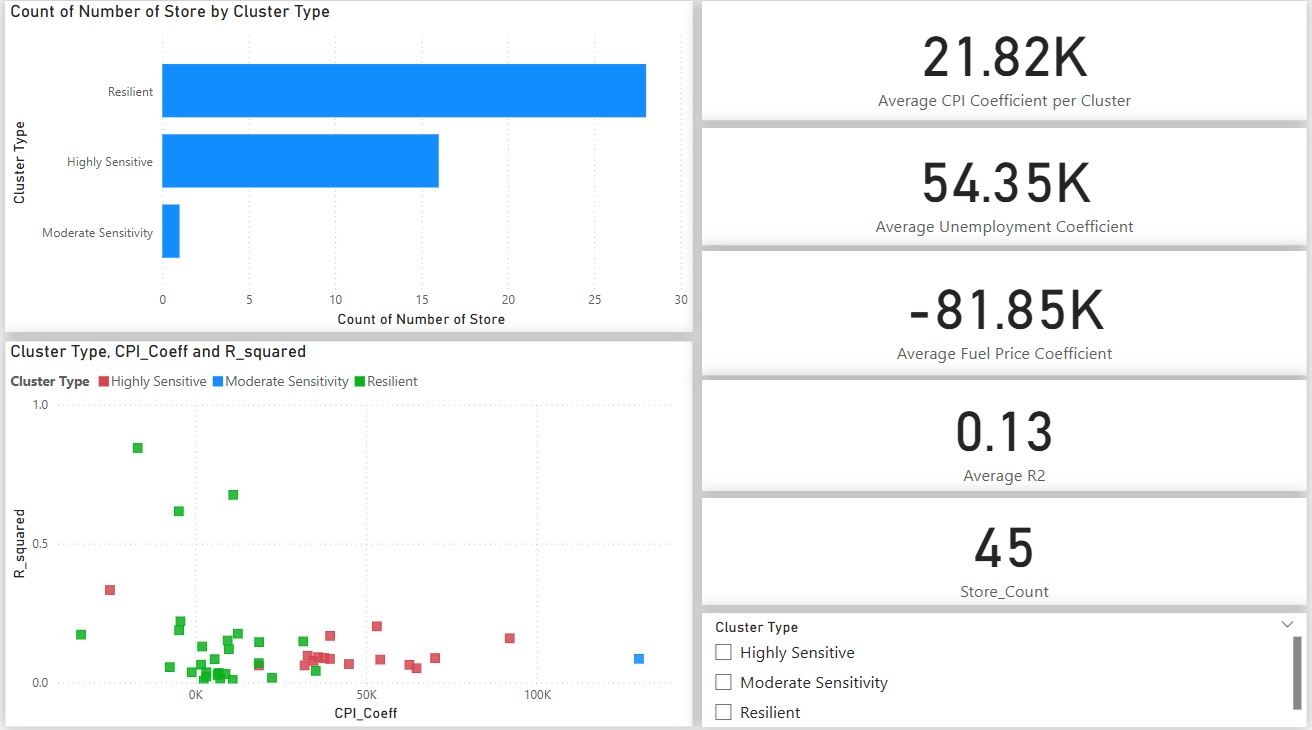 Count of Number of Store by Cluster Type
Cluster Type
Resilient
Highly Sensitive
Moderate Sensitivity
0 5 10 15 20 25 30
Count of Number of Store
Cluster Type, CPI_Coeff and R_squared
Cluster Type Highly Sensitive Moderate Sensitivity Resilient
R_squared
1.0
0.5
0.0
0K 50K 100K
CPI_Coeff
21.82K
Average CPI Coefficient per Cluster
54.35K
Average Unemployment Coefficient
-81.85K
Average Fuel Price Coefficient
0.13
Average R2
45
Store_Count
Cluster Type
Highly Sensitive
Moderate Sensitivity
Resilient